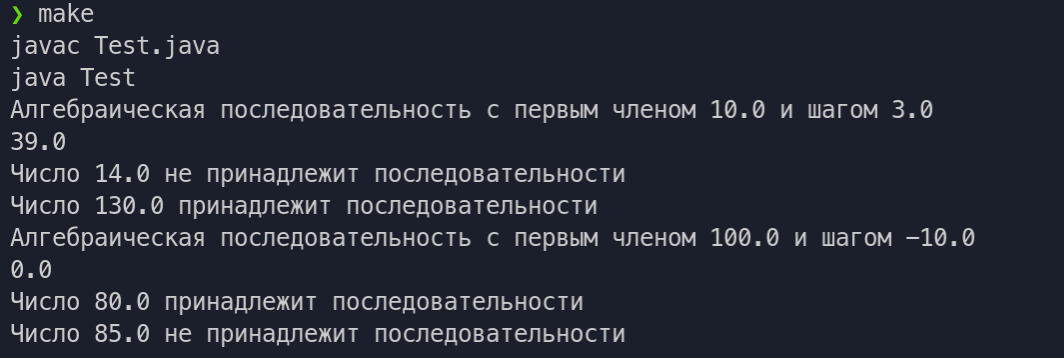 ❯ make
javac Test.java
java Test
Алгебраическая последовательность с первым членом 10.0 и шагом 3.0
39.0
Число 14.0 не принадлежит последовательности
Число 130.0 принадлежит последовательности
Алгебраическая последовательность с первым членом 100.0 и шагом -10.0
0.0
Число 80.0 принадлежит последовательности
Число 85.0 не принадлежит последовательности